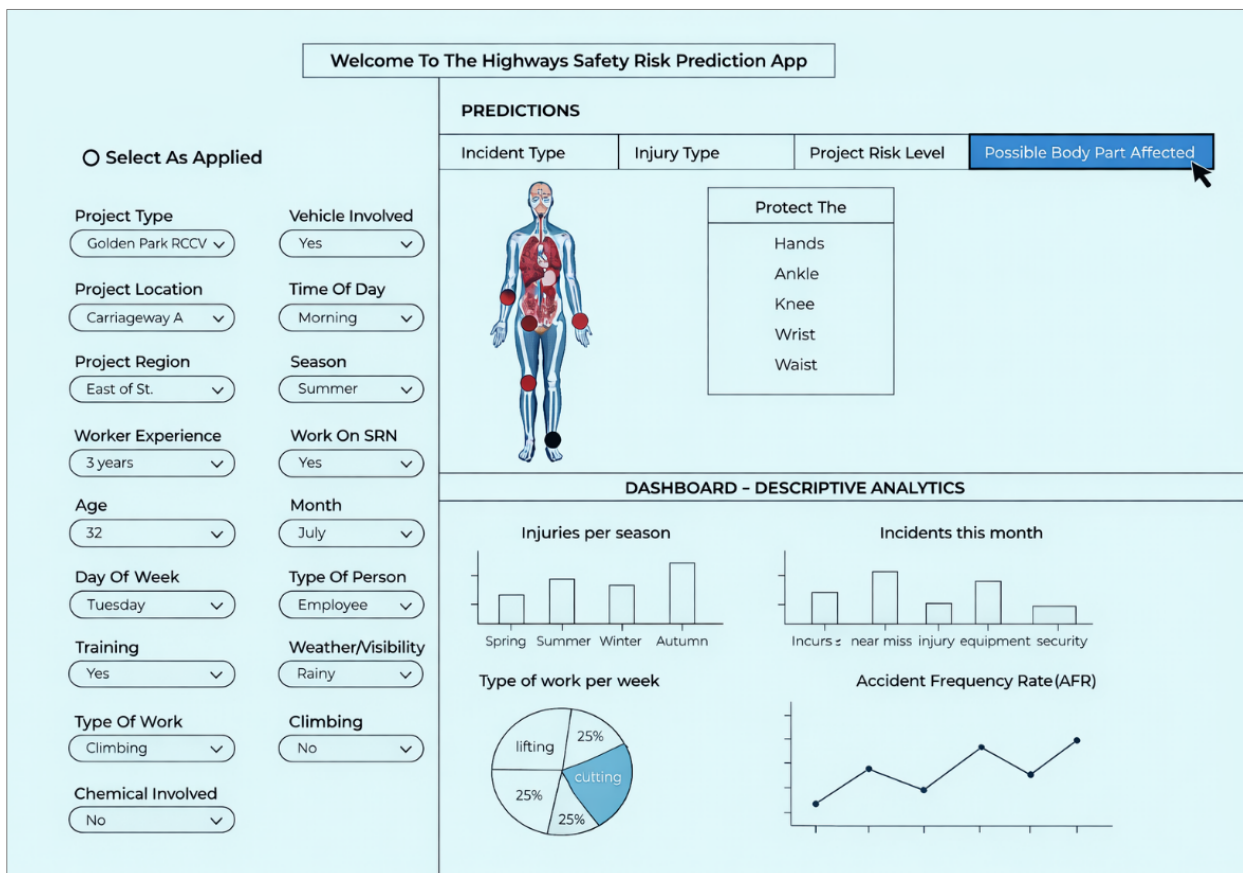 Welcome To The Highways Safety Risk Prediction App
Select As Applied
Project Type
Golden Park RCCV
Vehicle Involved
Yes
Project Location
Carriageway A
Time Of Day
Morning
Project Region
East of St.
Season
Summer
Worker Experience
3 years
Work On SRN
Yes
Age
32
Month
July
Day Of Week
Tuesday
Type Of Person
Employee
Training
Yes
Weather/Visibility
Rainy
Type Of Work
Climbing
Climbing
No
Chemical Involved
No
PREDICTIONS
Incident Type
Injury Type
Project Risk Level
Possible Body Part Affected
Protect The
Hands
Ankle
Knee
Wrist
Waist
DASHBOARD – DESCRIPTIVE ANALYTICS
Injuries per season
Spring Summer Winter Autumn
Incidents this month
near miss injury equipment security
Type of work per week
lifting
25%
cutting
25%
25%
Accident Frequency Rate(AFR)